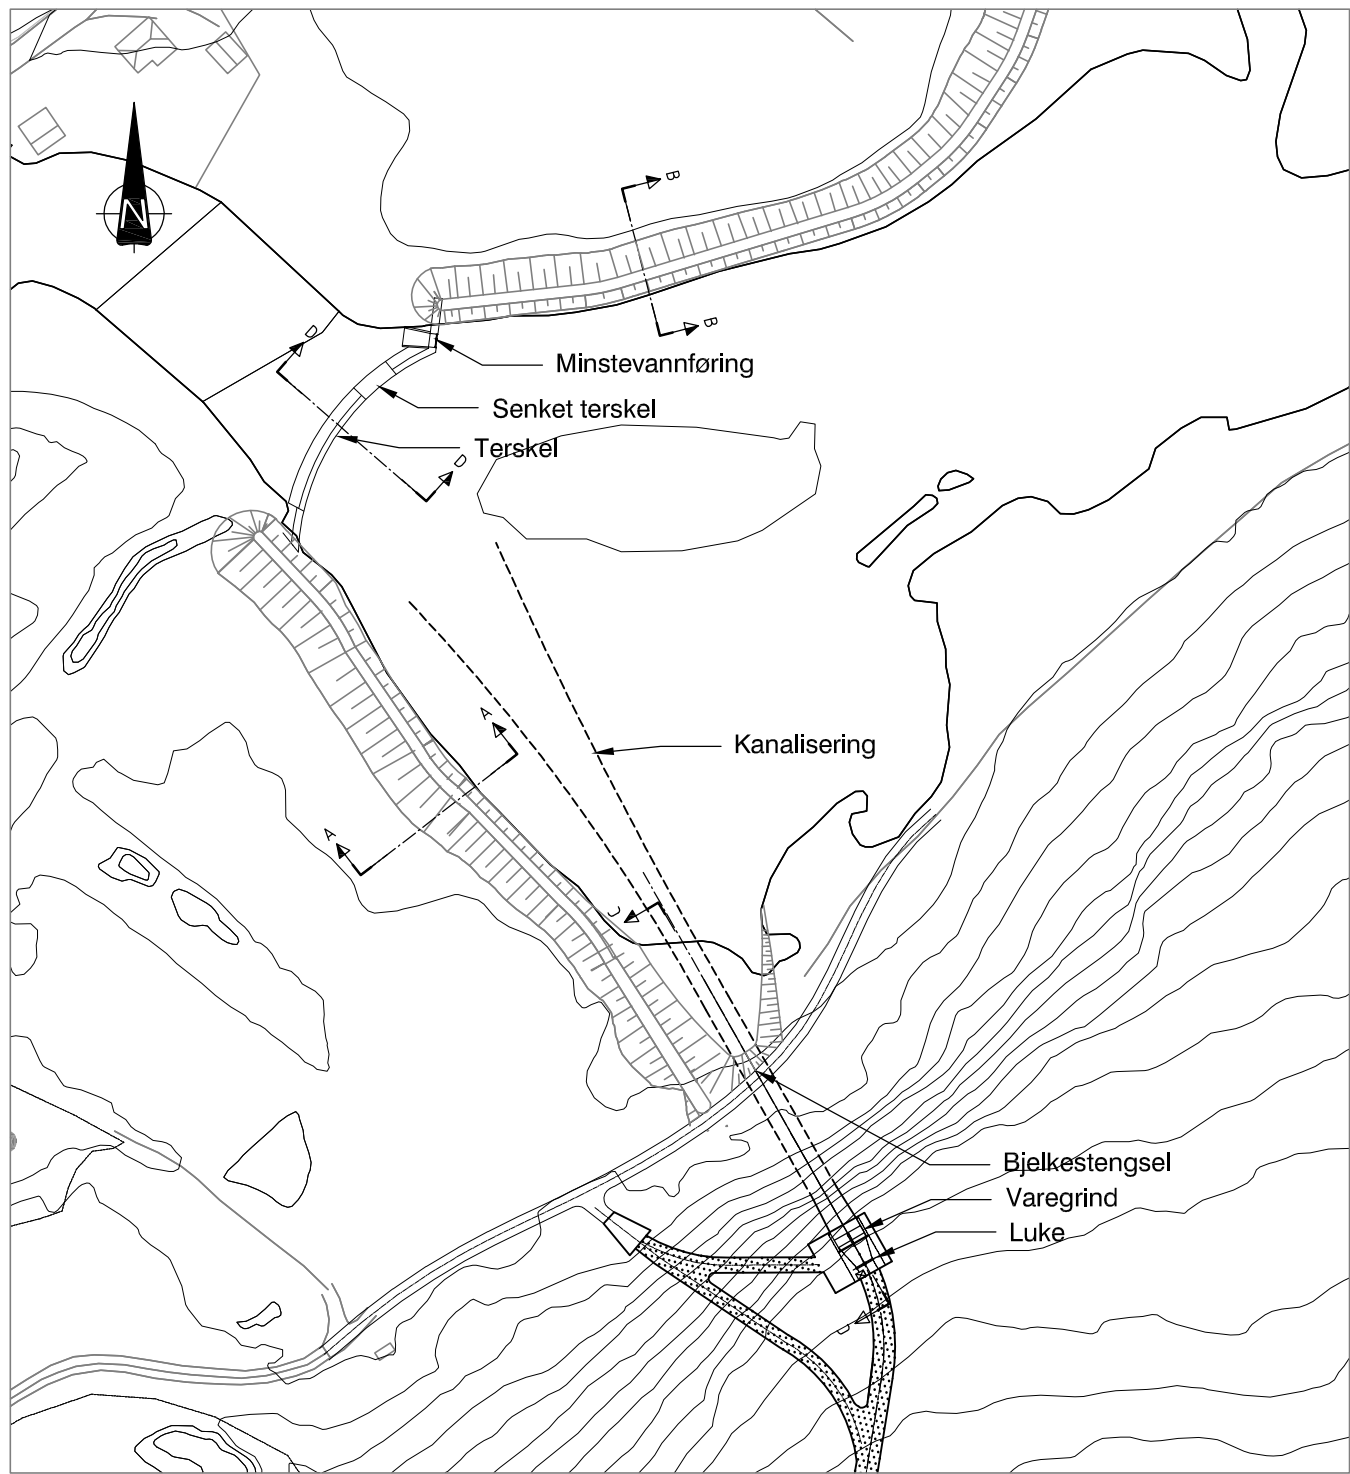 B
N
B
D
Minstevannføring
Senket terskel
Terskel
D
A
Kanalisering
A
C
Bjelkestengsel
Varegrind
Luke